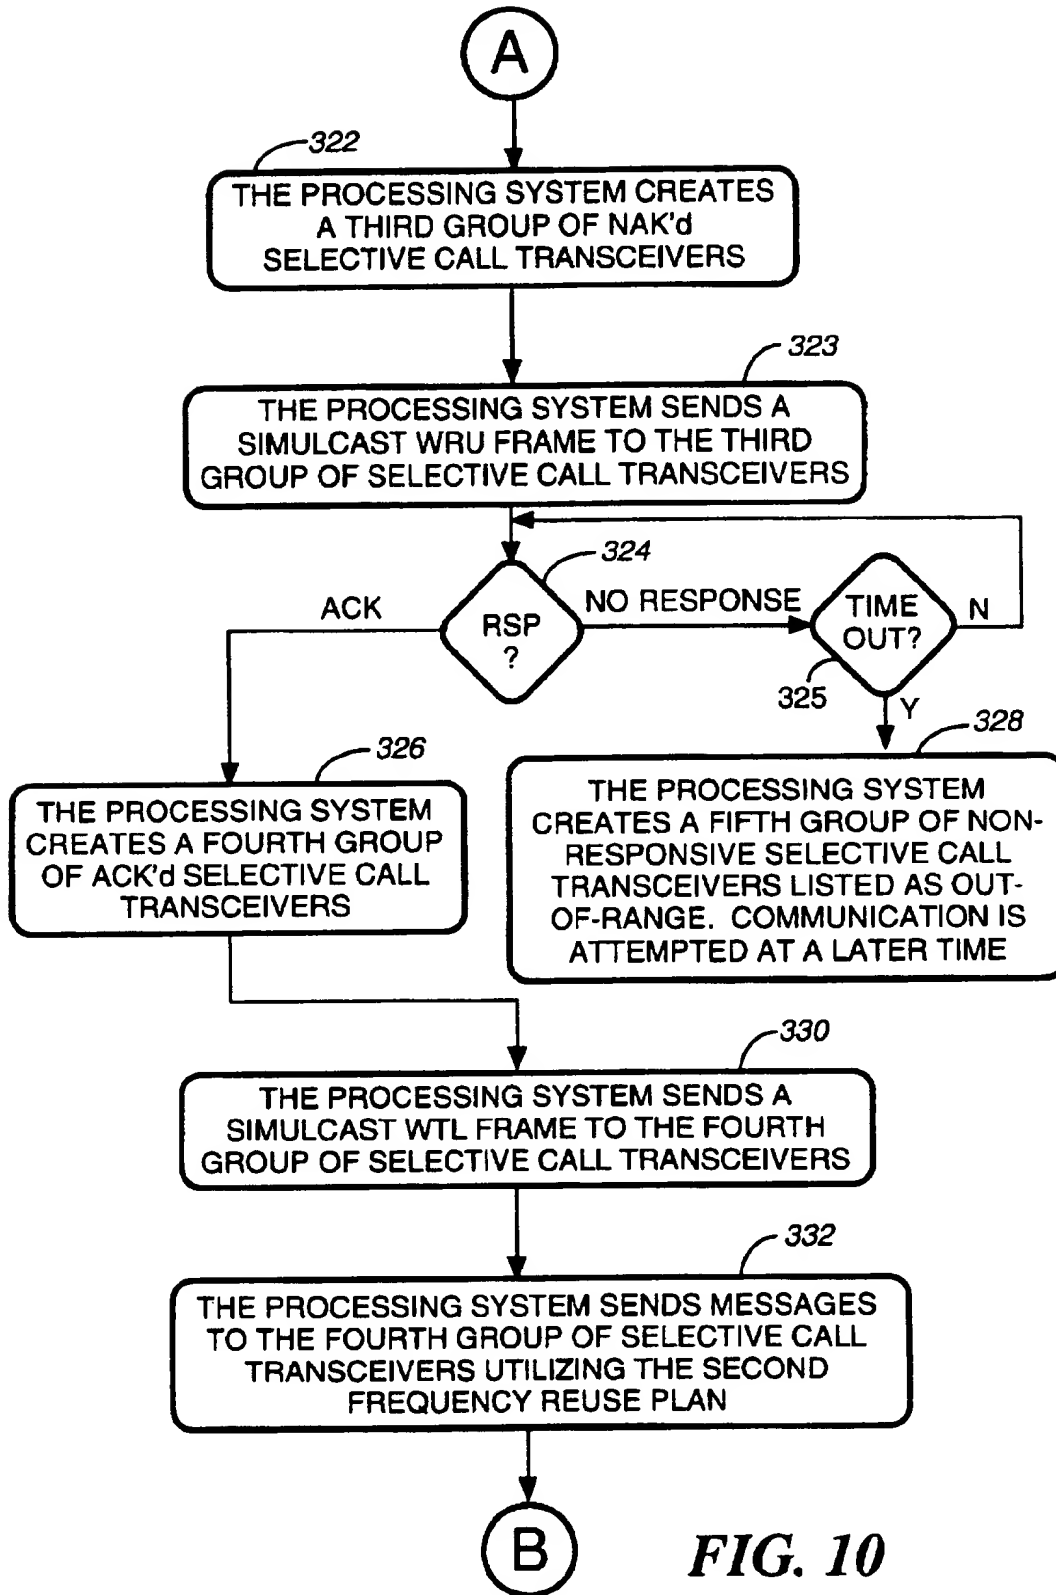 A
322
THE PROCESSING SYSTEM CREATES
A THIRD GROUP OF NAK'd
SELECTIVE CALL TRANSCEIVERS
323
THE PROCESSING SYSTEM SENDS A
SIMULCAST WRU FRAME TO THE THIRD
GROUP OF SELECTIVE CALL TRANSCEIVERS
324
ACK
RSP
?
NO RESPONSE
TIME
OUT?
N
325
Y
326
THE PROCESSING SYSTEM
CREATES A FOURTH GROUP
OF ACK'd SELECTIVE CALL
TRANSCEIVERS
328
THE PROCESSING SYSTEM
CREATES A FIFTH GROUP OF NON-
RESPONSIVE SELECTIVE CALL
TRANSCEIVERS LISTED AS OUT-
OF-RANGE. COMMUNICATION IS
ATTEMPTED AT A LATER TIME
330
THE PROCESSING SYSTEM SENDS A
SIMULCAST WTL FRAME TO THE FOURTH
GROUP OF SELECTIVE CALL TRANSCEIVERS
332
THE PROCESSING SYSTEM SENDS MESSAGES
TO THE FOURTH GROUP OF SELECTIVE CALL
TRANSCEIVERS UTILIZING THE SECOND
FREQUENCY REUSE PLAN
B
FIG. 10